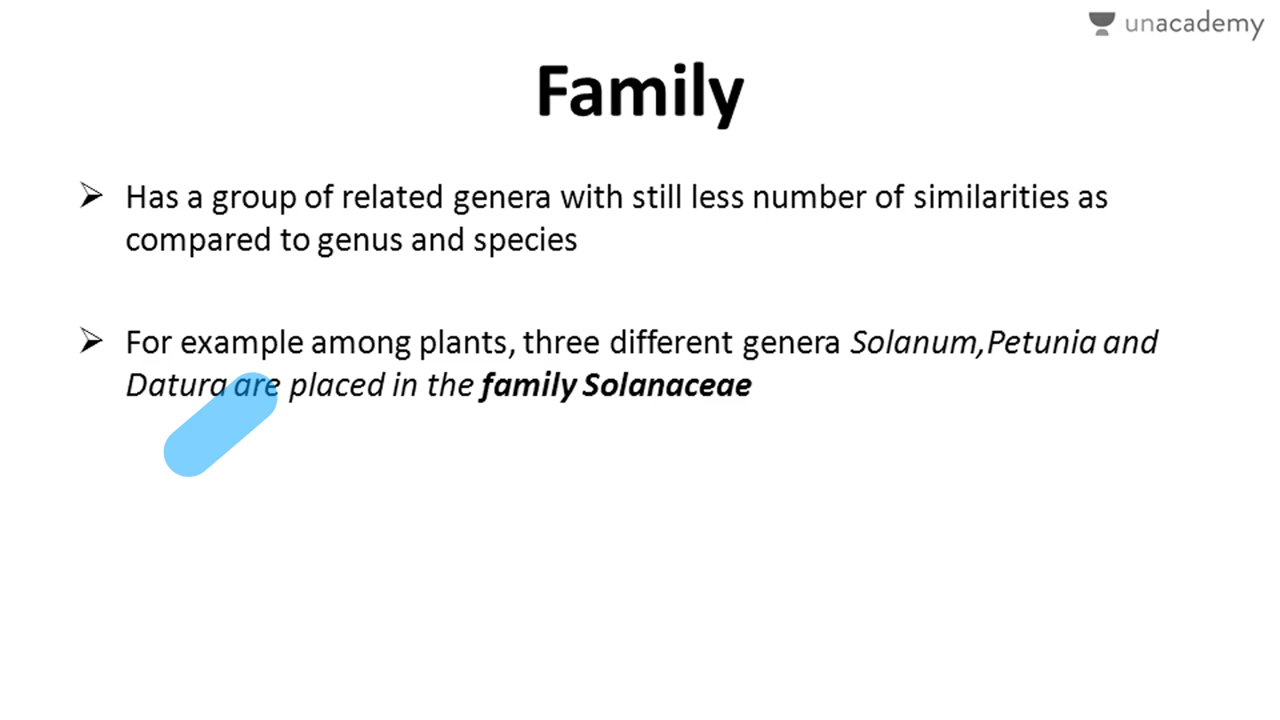 unacademy
Family
➢ Has a group of related genera with still less number of similarities as
compared to genus and species
➢ For example among plants, three different genera Solanum,Petunia and
Datura are placed in the family Solanaceae